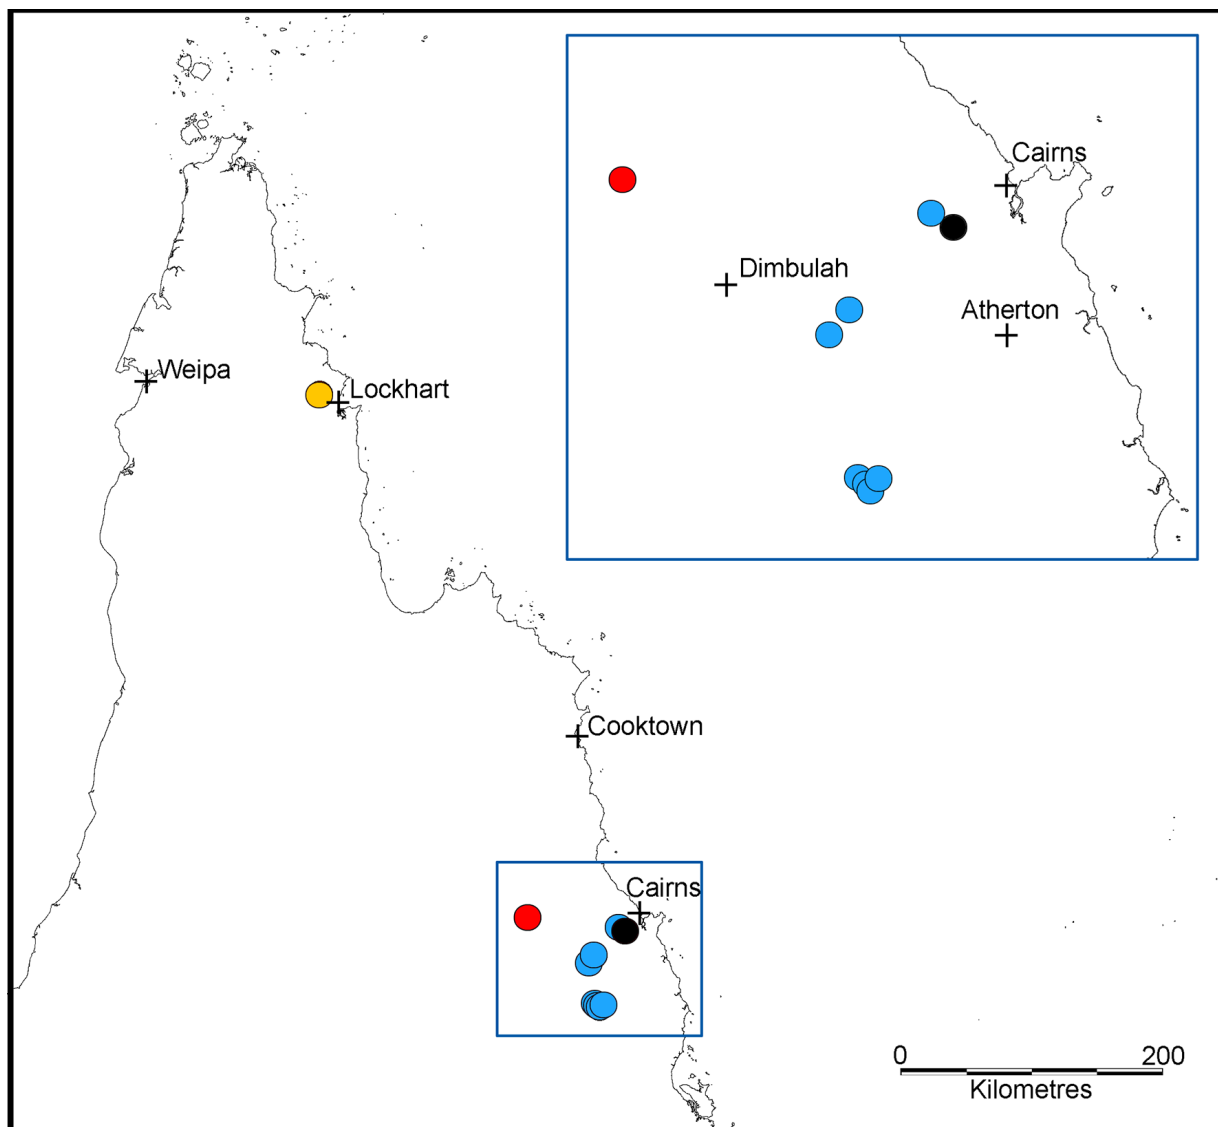 Cairns
Dimbulah
Atherton
Weipa
Lockhart
Cooktown
Cairns
0 200
Kilometres